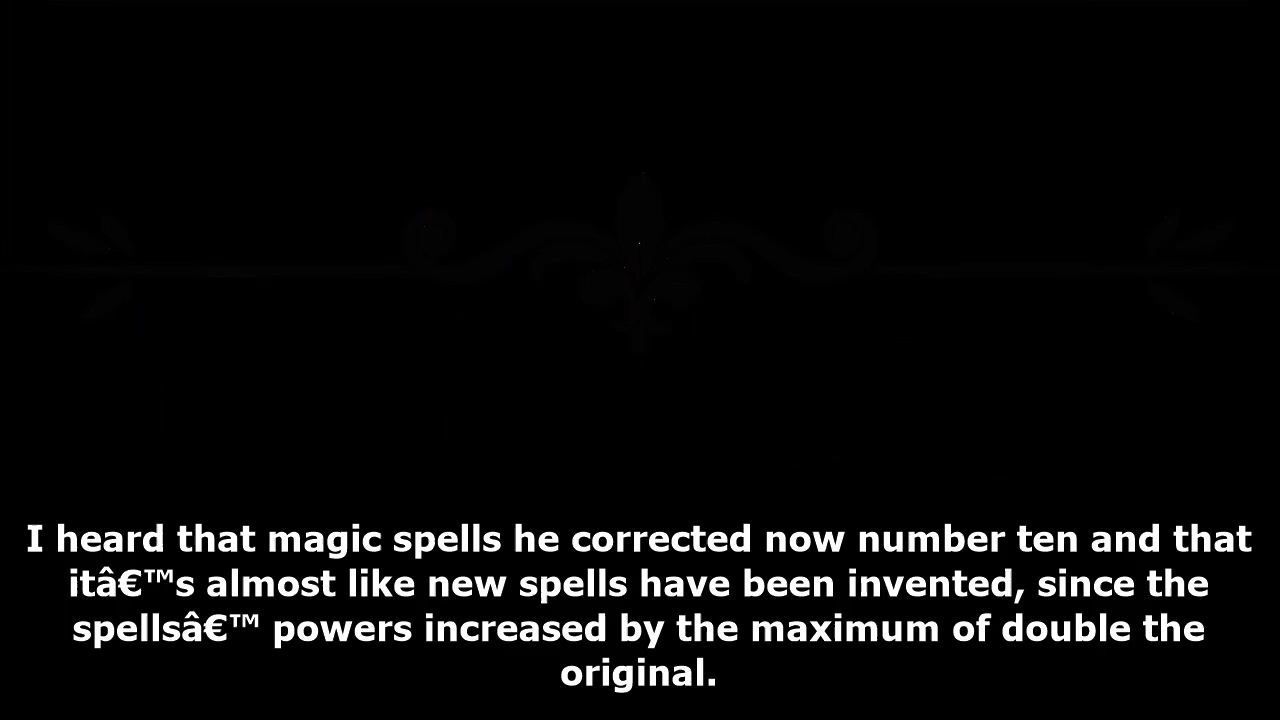 I heard that magic spells he corrected now number ten and that
itâ€™s almost like new spells have been invented, since the
spellsâ€™ powers increased by the maximum of double the
original.